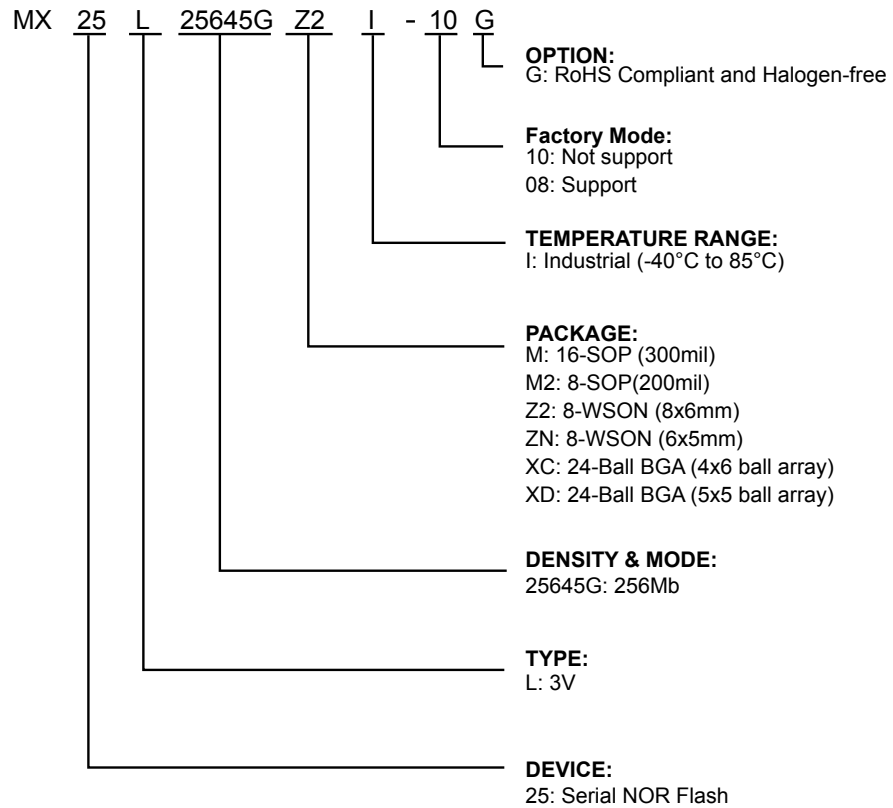 MX 25 L 25645G Z2 I - 10 G
OPTION:
G: RoHS Compliant and Halogen-free
Factory Mode:
10: Not support
08: Support
TEMPERATURE RANGE:
I: Industrial (-40°C to 85°C)
PACKAGE:
M: 16-SOP (300mil)
M2: 8-SOP(200mil)
Z2: 8-WSON (8x6mm)
ZN: 8-WSON (6x5mm)
XC: 24-Ball BGA (4x6 ball array)
XD: 24-Ball BGA (5x5 ball array)
DENSITY & MODE:
25645G: 256Mb
TYPE:
L: 3V
DEVICE:
25: Serial NOR Flash